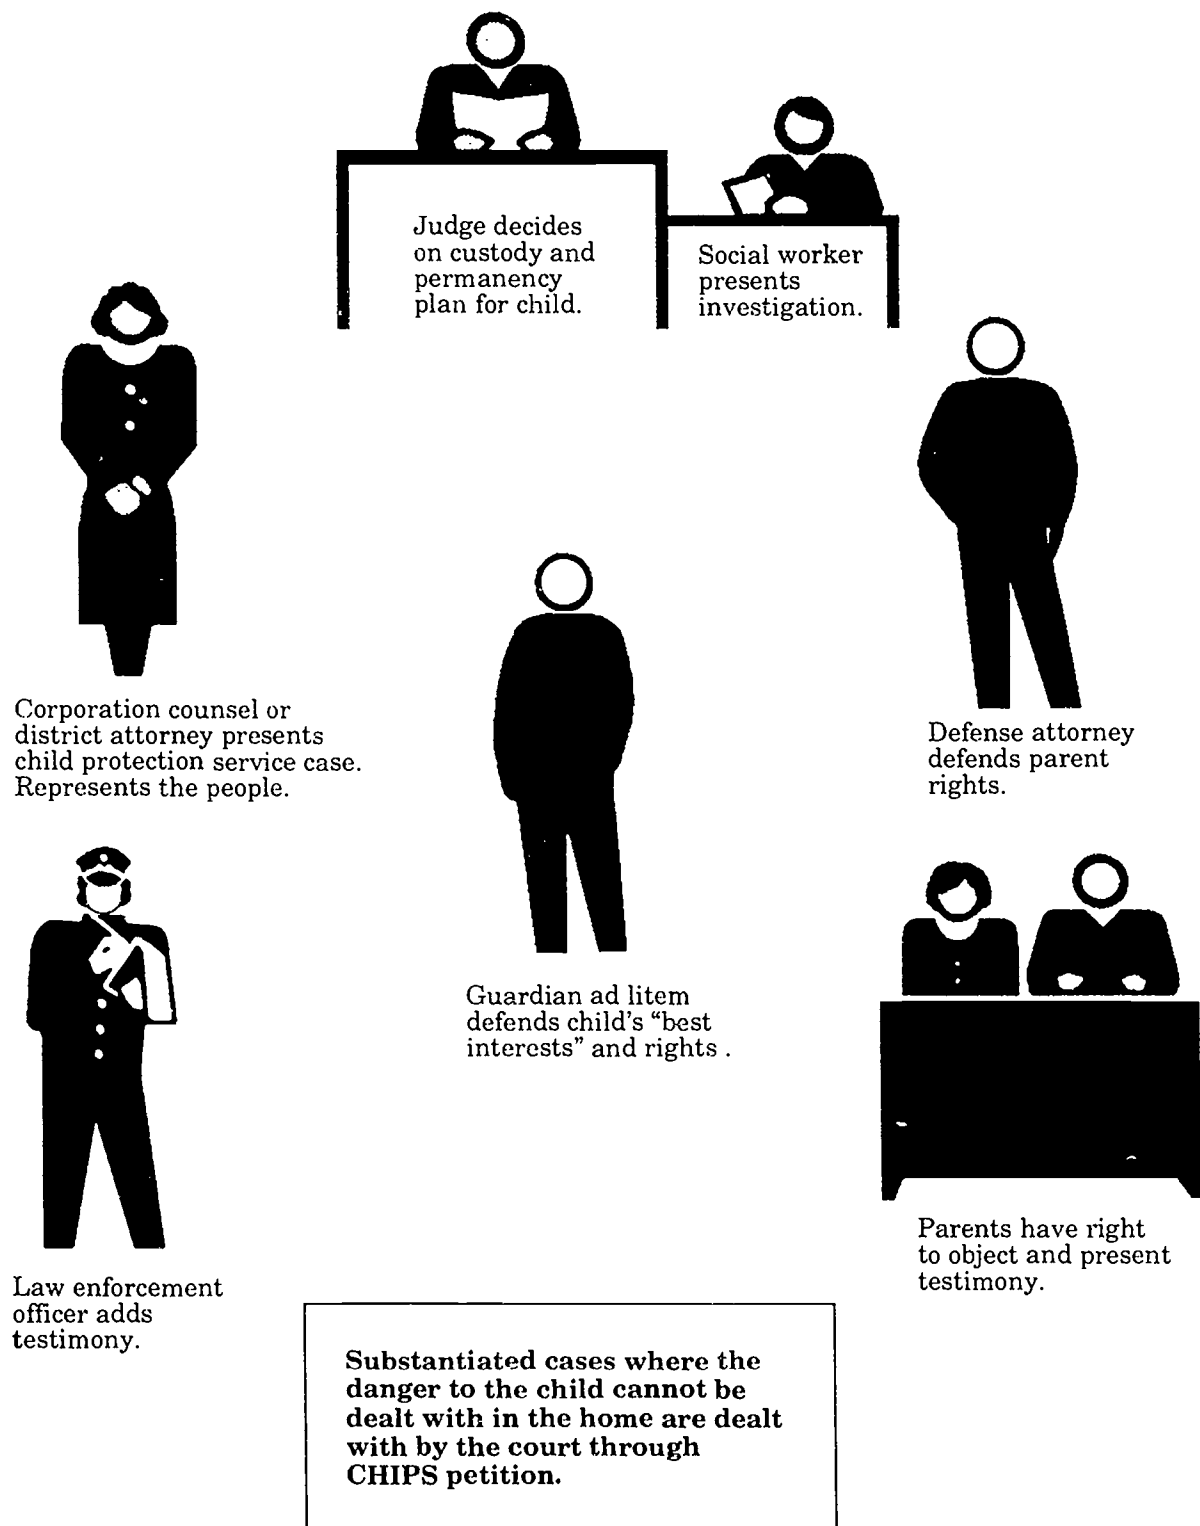 Judge decides
on custody and
permanency
plan for child.
Social worker
presents
investigation.
Corporation counsel or
district attorney presents
child protection service case.
Represents the people.
Defense attorney
defends parent
rights.
Guardian ad litem
defends child's “best
interests” and rights .
Law enforcement
officer adds
testimony.
Parents have right
to object and present
testimony.
Substantiated cases where the
danger to the child cannot be
dealt with in the home are dealt
with by the court through
CHIPS petition.